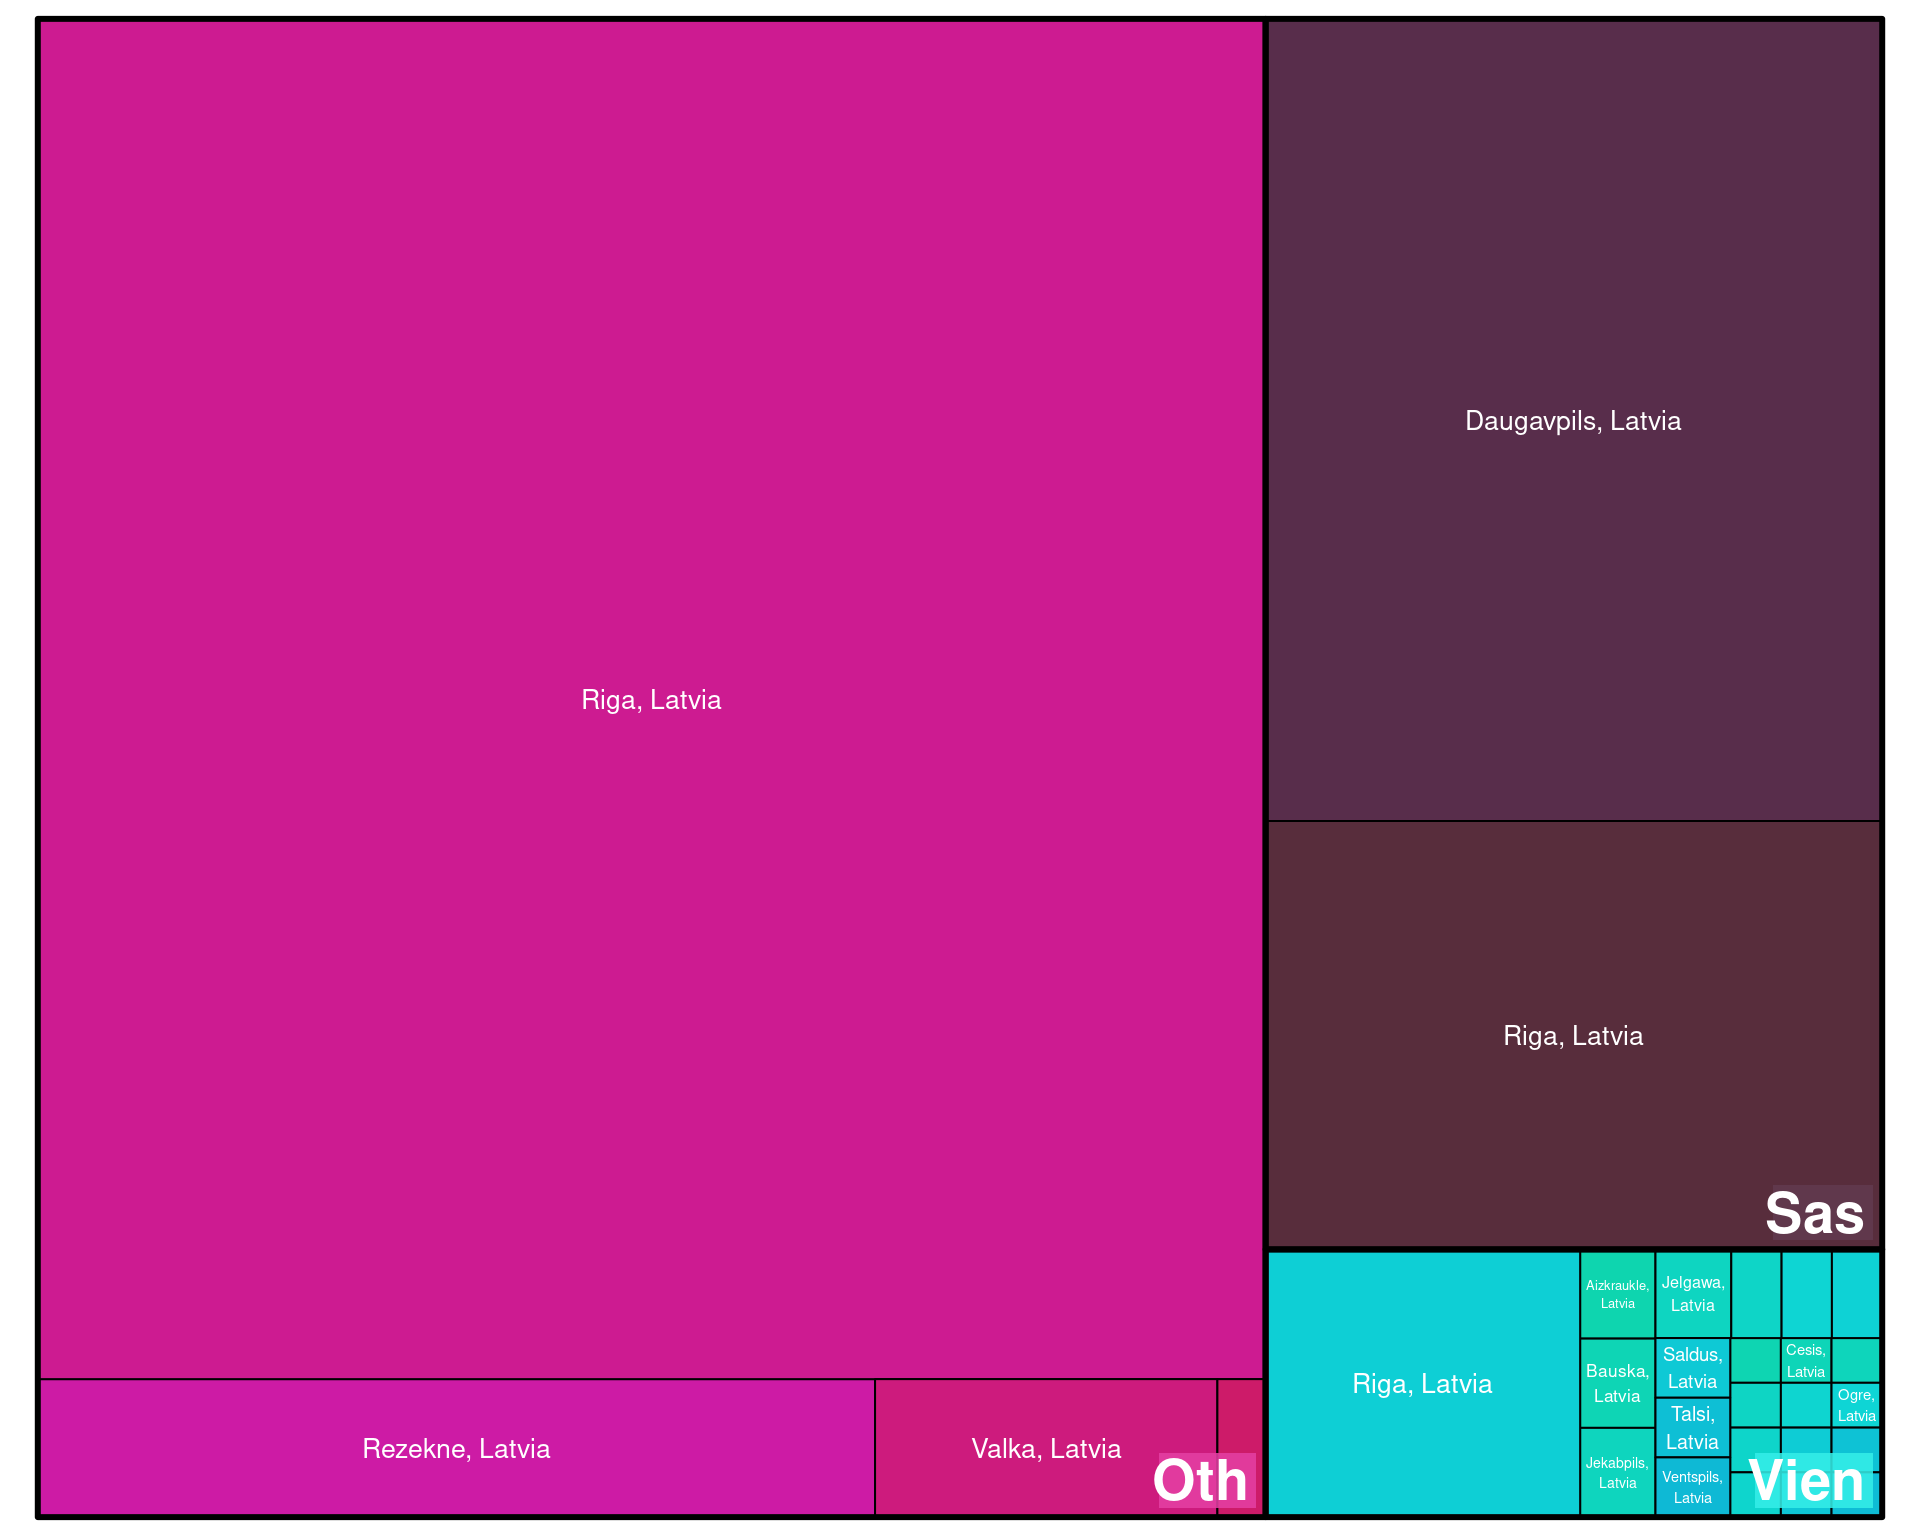 Riga, Latvia
Rezekne, Latvia
Valka, Latvia
Oth
Daugavpils, Latvia
Riga, Latvia
Sas
Riga, Latvia
Aizkraukle,
Latvia
Bauska,
Latvia
Jekabpils,
Latvia
Jelgawa,
Latvia
Saldus,
Latvia
Talsi,
Latvia
Ventspils,
Latvia
Cesis,
Latvia
Ogre,
Latvia
Vien